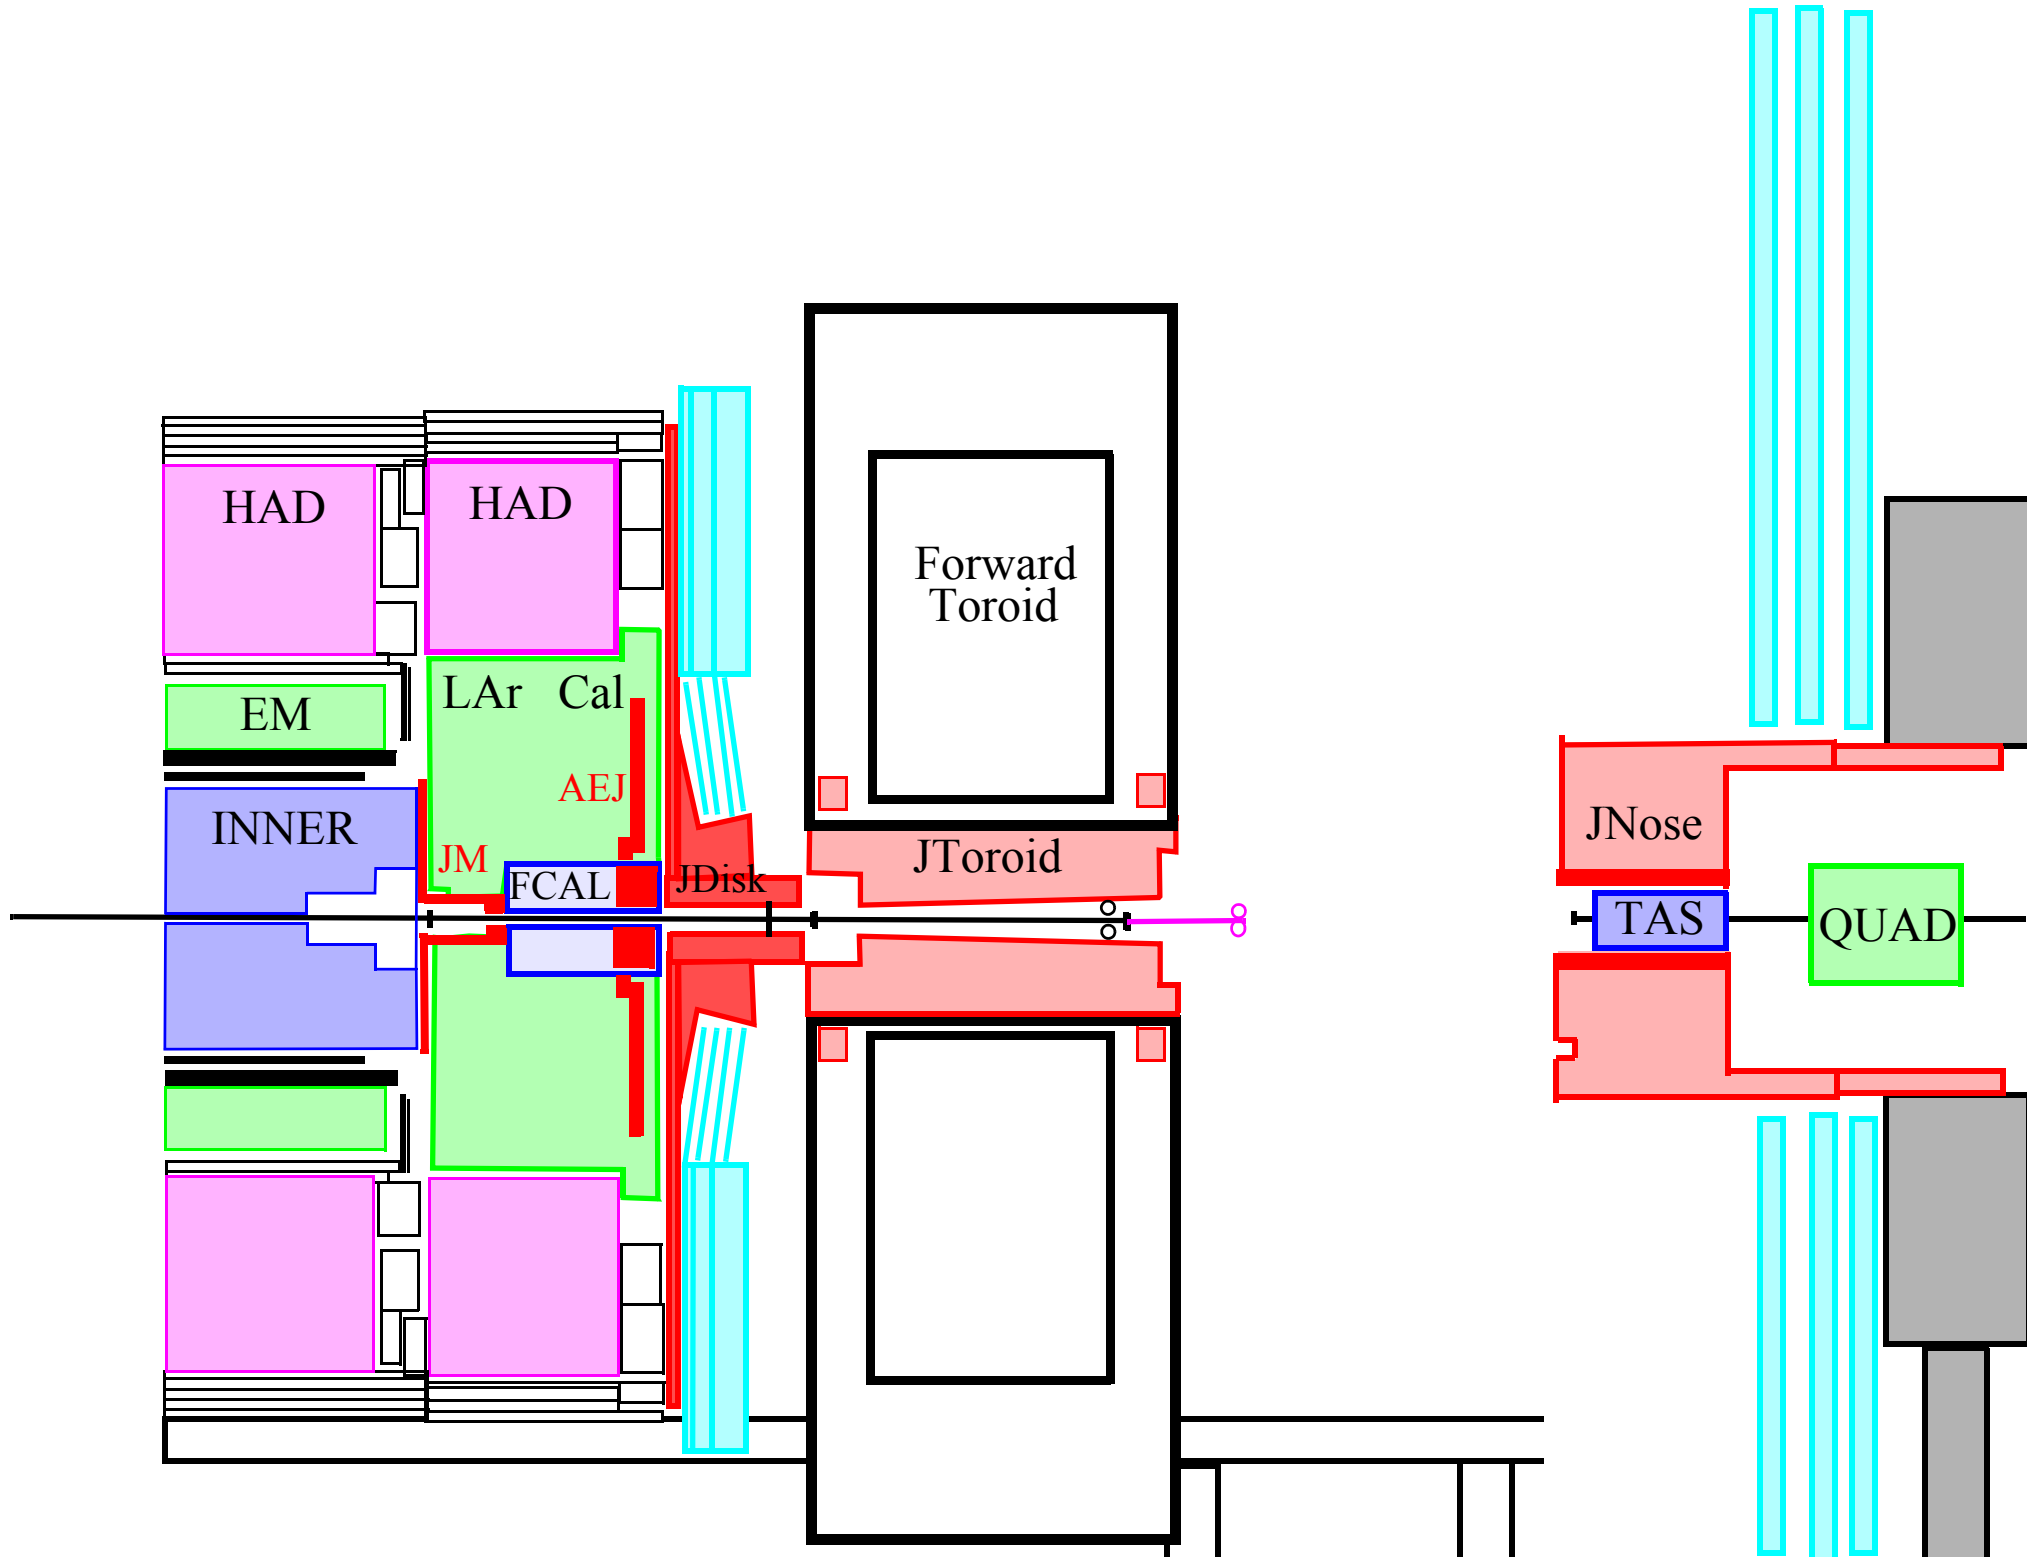 HAD
HAD
Forward
Toroid
LAr Cal
EM
AEJ
INNER
JM
JToroid
JNose
FCAL
JDisk
TAS
QUAD